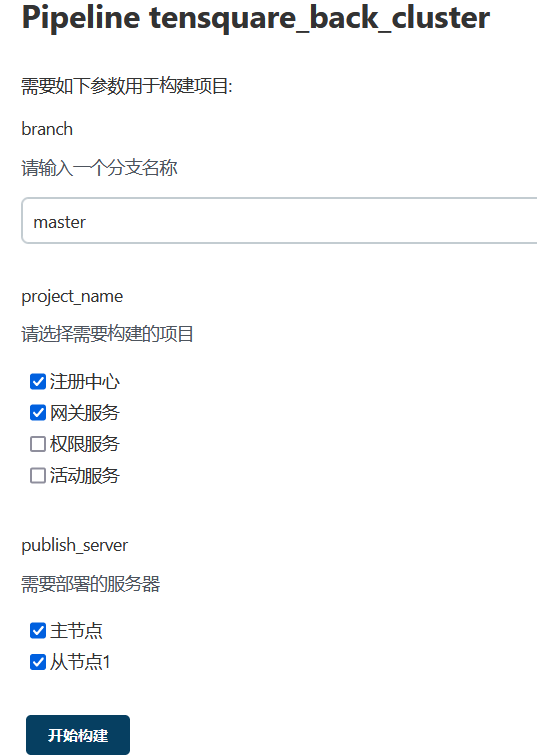 Pipeline tensquare_back_cluster
需要如下参数用于构建项目:
branch
请输入一个分支名称
master
project_name
请选择需要构建的项目
注册中心
网关服务
权限服务
活动服务
publish_server
需要部署的服务器
主节点
从节点1
开始构建